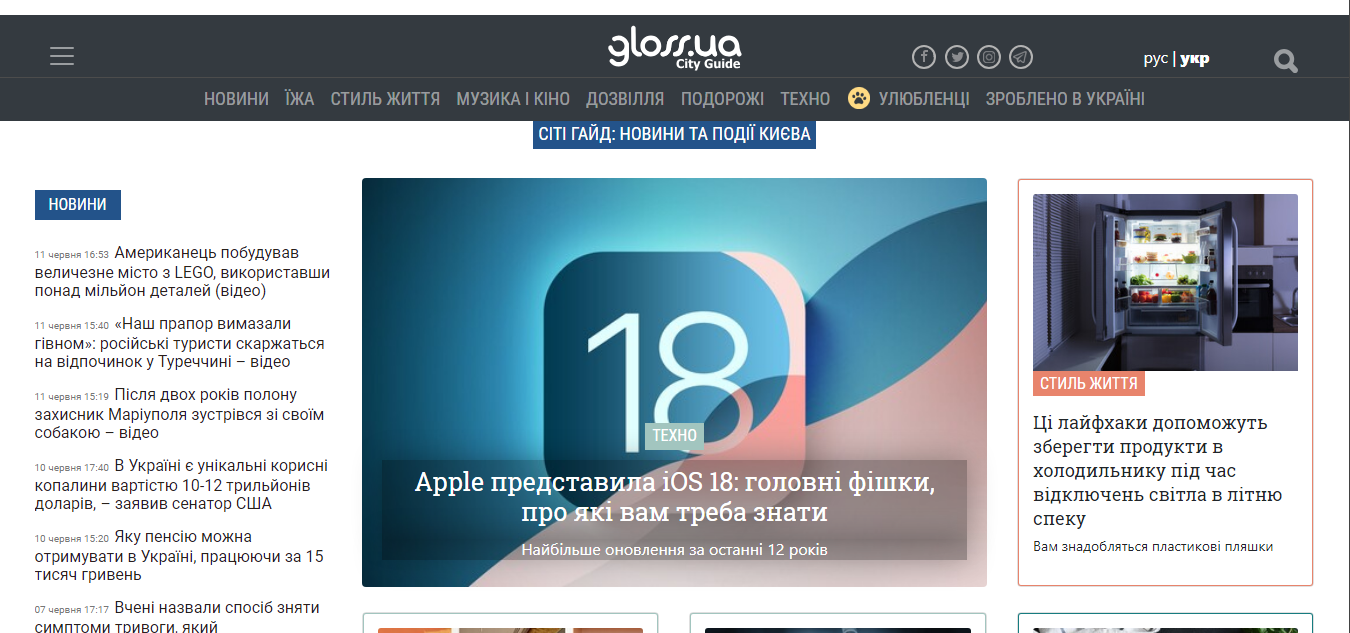 gloss.ua
City Guide
рус | укр
НОВИНИ ЇЖА СТИЛЬ ЖИТТЯ МУЗИКА І КІНО ДОЗВІЛЛЯ ПОДОРОЖІ ТЕХНО УЛЮБЛЕНЦІ ЗРОБЛЕНО В УКРАЇНІ
СІТІ ГАЙД: НОВИНИ ТА ПОДІЇ КИЄВА
НОВИНИ
11 червня 16:53 Американець побудував
величезне місто з LEGO, використавши
понад мільйон деталей (відео)
11 червня 15:40 «Наш прапор вимазали
гівном»: російські туристи скаржаться
на відпочинок у Туреччині – відео
11 червня 15:19 Після двох років полону
захисник Маріуполя зустрівся зі своїм
собакою – відео
10 червня 17:40 В Україні є унікальні корисні
копалини вартістю 10-12 трильйонів
доларів, – заявив сенатор США
10 червня 15:20 Яку пенсію можна
отримувати в Україні, працюючи за 15
тисяч гривень
07 червня 17:17 Вчені назвали спосіб зняти
симптоми тривоги, який
18
ТЕХНО
Apple представила iOS 18: головні фішки,
про які вам треба знати
Найбільше оновлення за останні 12 років
СТИЛЬ ЖИТТЯ
Ці лайфхаки допоможуть
зберегти продукти в
холодильнику під час
відключень світла в літню
спеку
Вам знадобляться пластикові пляшки